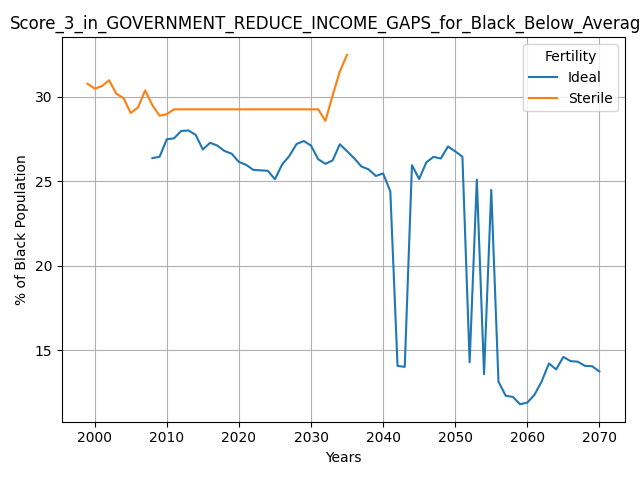 Score_3_in_GOVERNMENT_REDUCE_INCOME_GAPS_for_Black_Below_Averag
Fertility
Ideal
Sterile
30
25
20
15
% of Black Population
2000 2010 2020 2030 2040 2050 2060 2070
Years